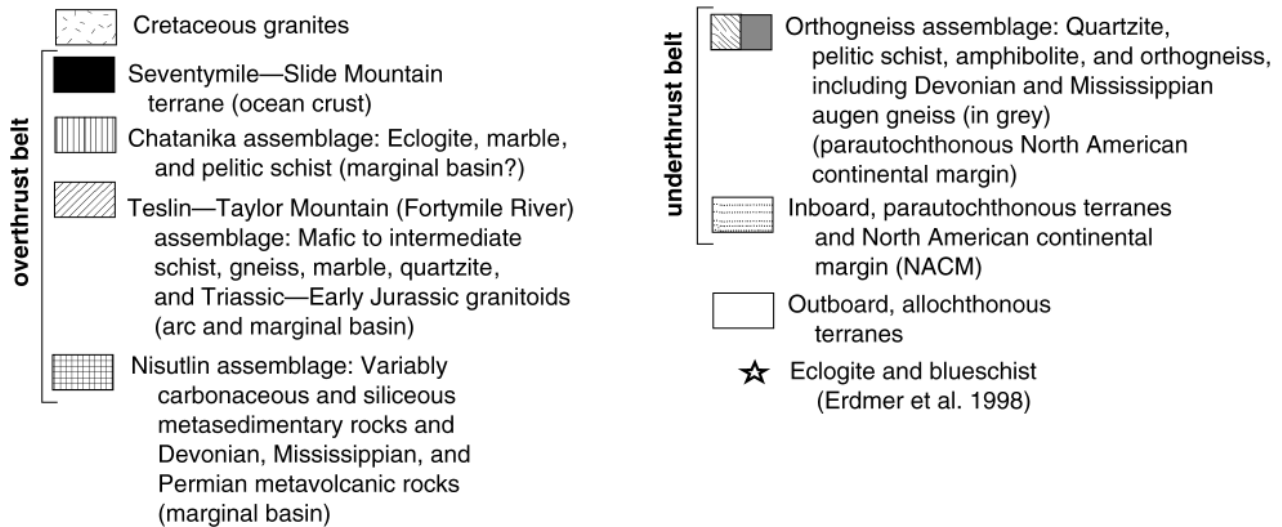 Cretaceous granites
overthrust belt
Seventymile—Slide Mountain
terrane (ocean crust)
Chatanika assemblage: Eclogite, marble,
and pelitic schist (marginal basin?)
Teslin—Taylor Mountain (Fortymile River)
assemblage: Mafic to intermediate
schist, gneiss, marble, quartzite,
and Triassic—Early Jurassic granitoids
(arc and marginal basin)
Nisutlin assemblage: Variably
carbonaceous and siliceous
metasedimentary rocks and
Devonian, Mississippian, and
Permian metavolcanic rocks
(marginal basin)
underthrust belt
Orthogneiss assemblage: Quartzite,
pelitic schist, amphibolite, and orthogneiss,
including Devonian and Mississippian
augen gneiss (in grey)
(parautochthonous North American
continental margin)
Inboard, parautochthonous terranes
and North American continental
margin (NACM)
Outboard, allochthonous
terranes
Eclogite and blueschist
(Erdmer et al. 1998)